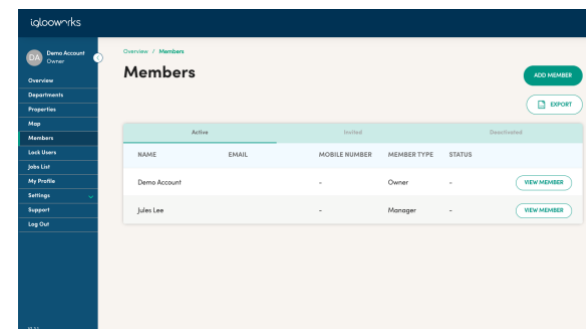 iglooworks
DA
Demo Account
Owner
Overview
Departments
Properties
Map
Members
Lock Users
Jobs List
My Profile
Settings
Support
Log Out
Overview / Members
Members
ADD MEMBER
EXPORT
Active Invited Deactivated
NAME EMAIL MOBILE NUMBER MEMBER TYPE STATUS
Demo Account - Owner - VIEW MEMBER
Jules Lee - Manager - VIEW MEMBER